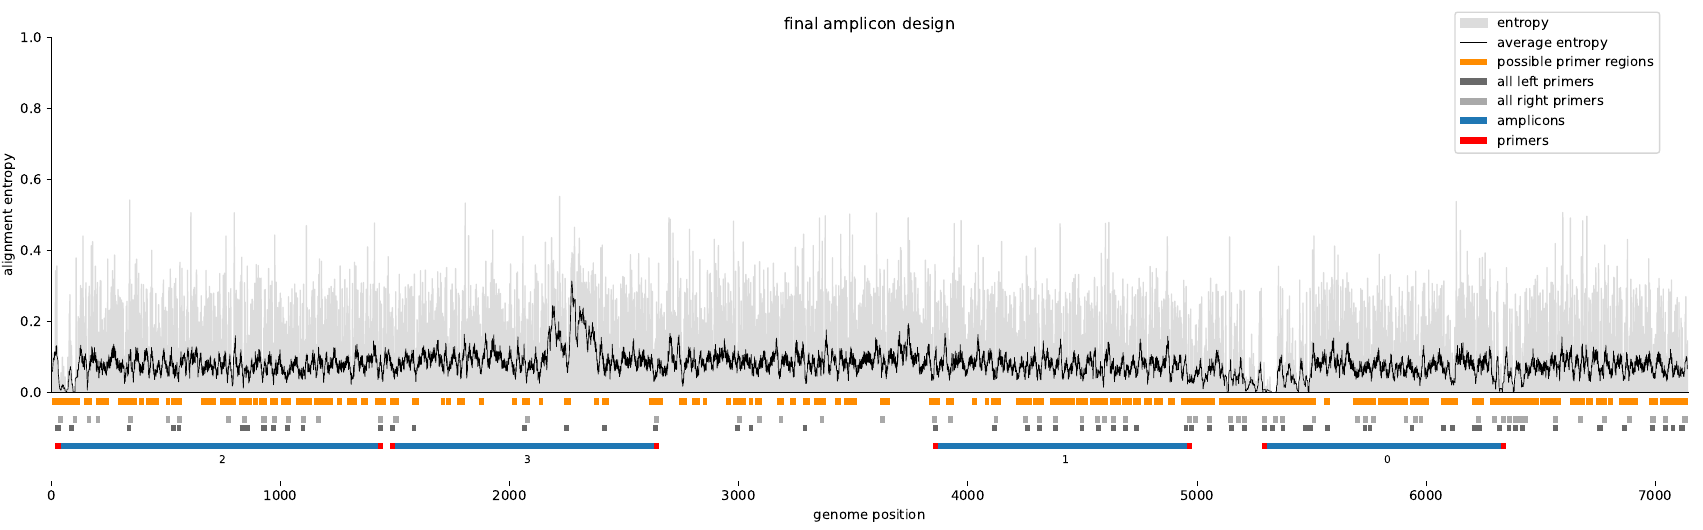 final amplicon design
entropy
average entropy
possible primer regions
all left primers
all right primers
amplicons
primers
1.0
0.8
0.6
0.4
0.2
0.0
alignment entropy
2
3
1
0
0
1000
2000
3000
4000
5000
6000
7000
genome position